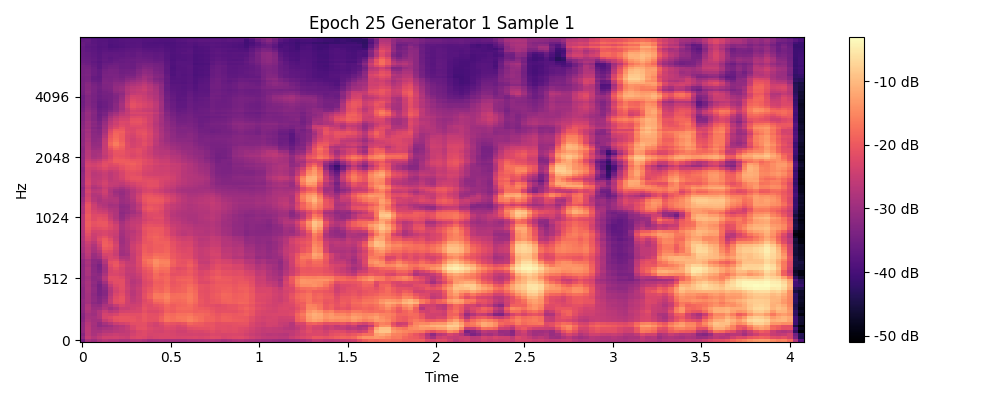 Epoch 25 Generator 1 Sample 1
Hz
4096
2048
1024
512
0
0 0.5 1 1.5 2 2.5 3 3.5 4
Time
-10 dB
-20 dB
-30 dB
-40 dB
-50 dB